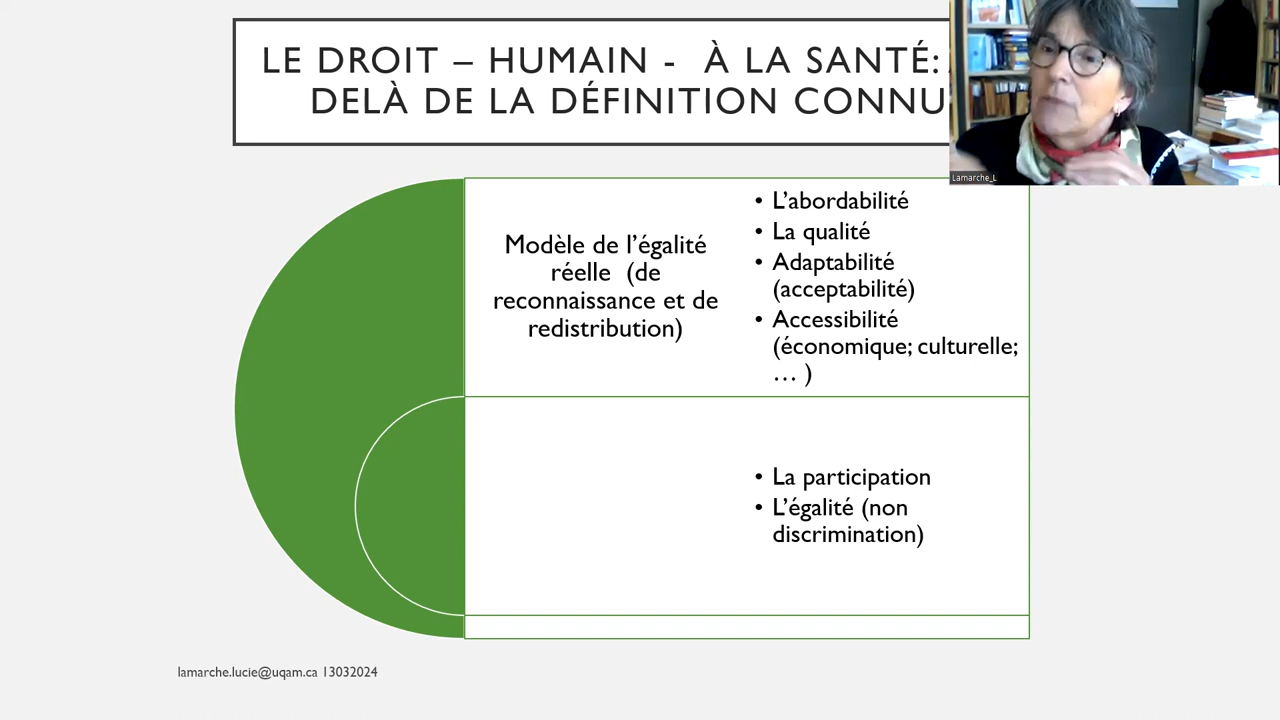 LE DROIT – HUMAIN - À LA SANTÉ:
DELÀ DE LA DÉFINITION CONNU
Modèle de l’égalité
réelle (de
reconnaissance et de
redistribution)
• L’abordabilité
• La qualité
• Adaptabilité
(acceptabilité)
• Accessibilité
(économique; culturelle;
… )
• La participation
• L’égalité (non
discrimination)
lamarche.lucie@uqam.ca 13032024
Lamarche_L